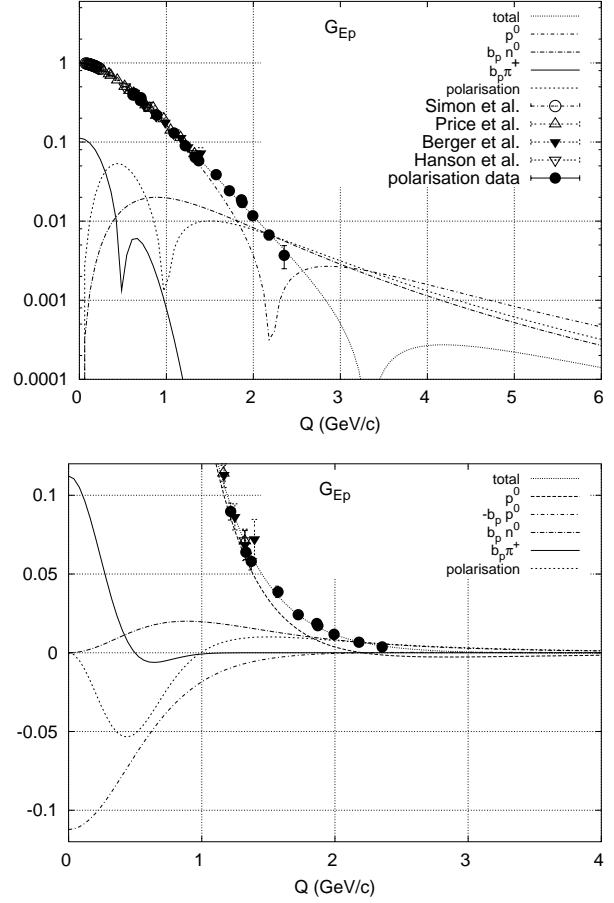 G_Ep
total
p^0
b_p n^0
b_p π^+
polarisation
Simon et al.
Price et al.
Berger et al.
Hanson et al.
polarisation data
1
0.1
0.01
0.001
0.0001
0 1 2 3 4 5 6
Q (GeV/c)
G_Ep
total
p^0
-b_p p^0
b_p n^0
b_p π^+
polarisation
0.1
0.05
0
-0.05
-0.1
0 1 2 3 4
Q (GeV/c)